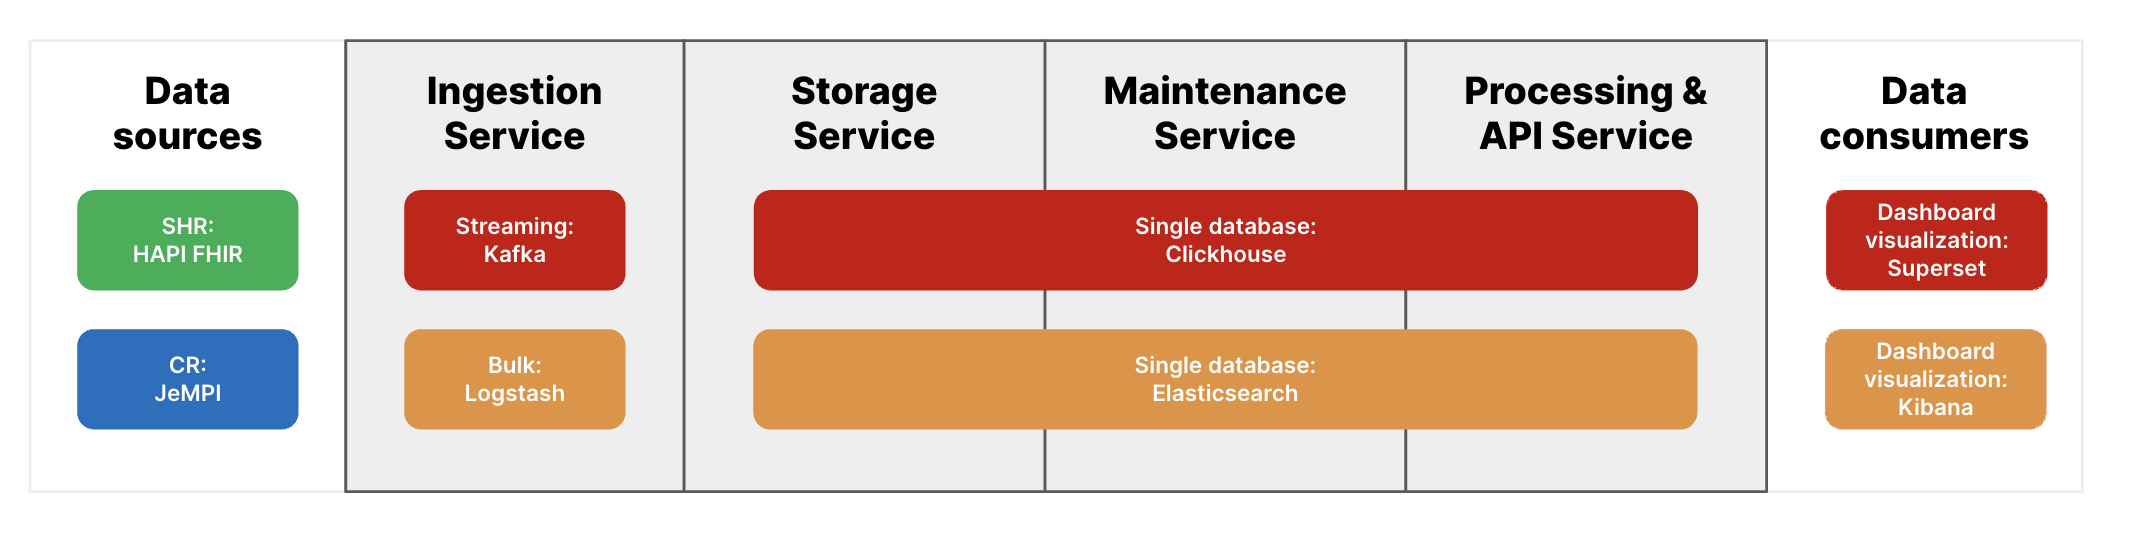 Data
sources
Ingestion
Service
Storage
Service
Maintenance
Service
Processing &
API Service
Data
consumers
SHR:
HAPI FHIR
Streaming:
Kafka
Single database:
Clickhouse
Dashboard
visualization:
Superset
CR:
JeMPI
Bulk:
Logstash
Single database:
Elasticsearch
Dashboard
visualization:
Kibana